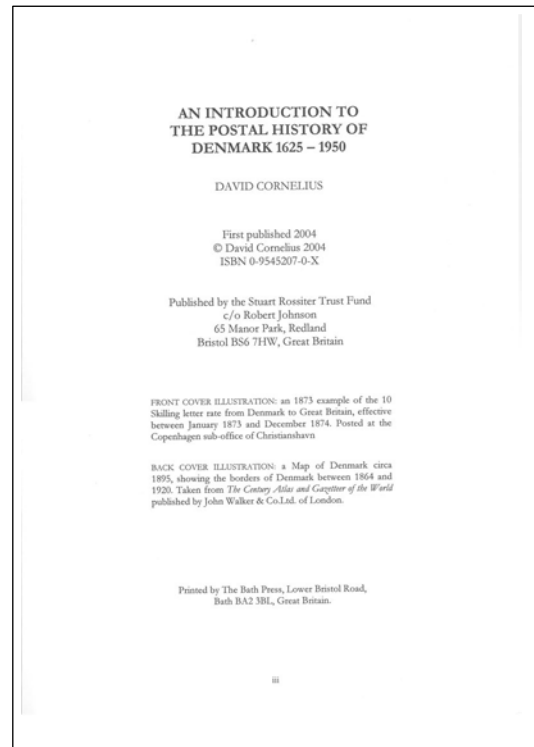 AN INTRODUCTION TO
THE POSTAL HISTORY OF
DENMARK 1625 – 1950
DAVID CORNELIUS
First published 2004
© David Cornelius 2004
ISBN 0-9545207-0-X
Published by the Stuart Rossiter Trust Fund
c/o Robert Johnson
65 Manor Park, Redland
Bristol BS6 7HW, Great Britain
FRONT COVER ILLUSTRATION: an 1873 example of the 10
Skilling letter rate from Denmark to Great Britain, effective
between January 1873 and December 1874. Posted at the
Copenhagen sub-office of Christianshavn
BACK COVER ILLUSTRATION: a Map of Denmark circa
1895, showing the borders of Denmark between 1864 and
1920. Taken from The Century Atlas and Gazetteer of the World
published by John Walker & Co.Ltd. of London.
Printed by The Bath Press, Lower Bristol Road,
Bath BA2 3BL, Great Britain.
iii